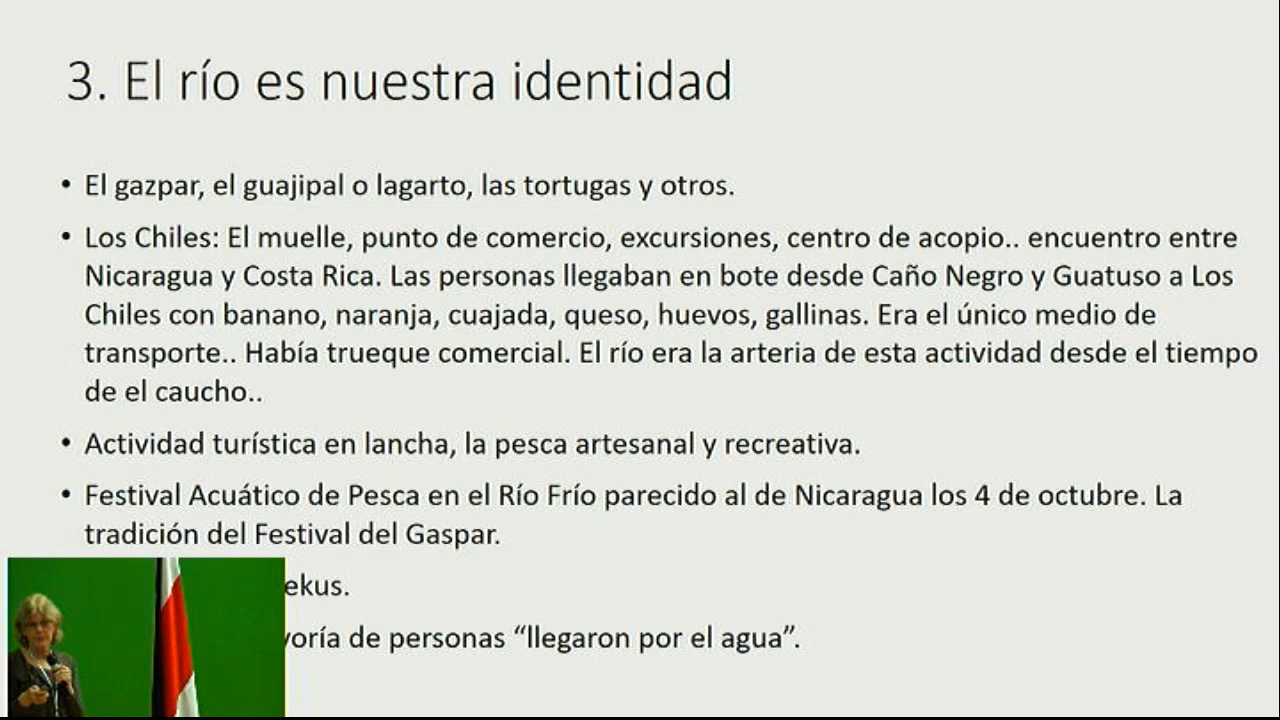 3. El río es nuestra identidad
• El gazpar, el guajipal o lagarto, las tortugas y otros.
• Los Chiles: El muelle, punto de comercio, excursiones, centro de acopio.. encuentro entre
Nicaragua y Costa Rica. Las personas llegaban en bote desde Caño Negro y Guatuso a Los
Chiles con banano, naranja, cuajada, queso, huevos, gallinas. Era el único medio de
transporte.. Había trueque comercial. El río era la arteria de esta actividad desde el tiempo
de el caucho..
• Actividad turística en lancha, la pesca artesanal y recreativa.
• Festival Acuático de Pesca en el Río Frío parecido al de Nicaragua los 4 de octubre. La
tradición del Festival del Gaspar.
ekus.
yoría de personas “llegaron por el agua”.